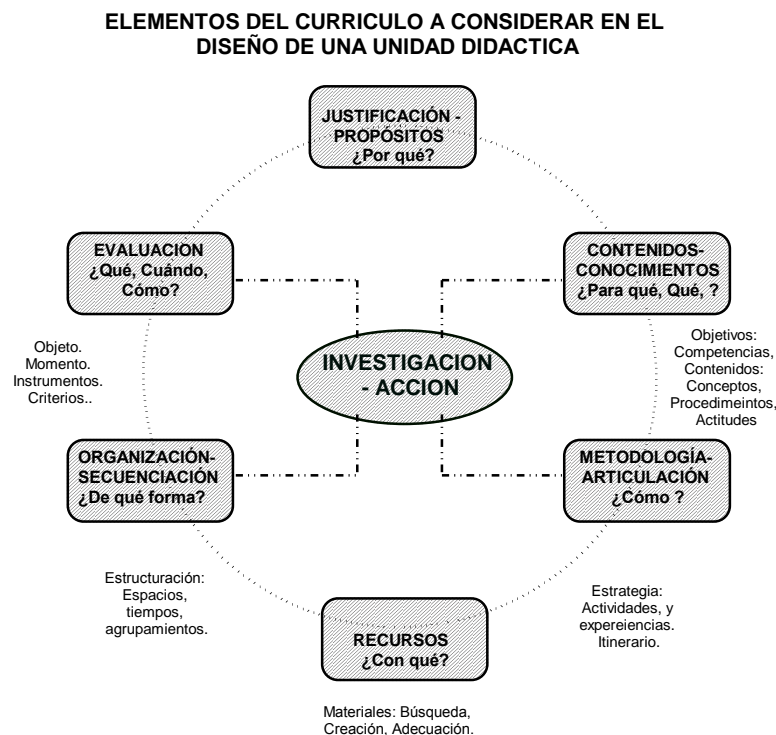 ELEMENTOS DEL CURRICULO A CONSIDERAR EN EL
DISEÑO DE UNA UNIDAD DIDACTICA
JUSTIFICACIÓN -
PROPÓSITOS
¿Por qué?
EVALUACION
¿Qué, Cuándo,
Cómo?
CONTENIDOS-
CONOCIMIENTOS
¿Para qué, Qué, ?
Objeto.
Momento.
Instrumentos.
Criterios..
INVESTIGACION
- ACCION
Objetivos:
Competencias,
Contenidos:
Conceptos,
Procedimeintos,
Actitudes
ORGANIZACIÓN-
SECUENCIACIÓN
¿De qué forma?
METODOLOGÍA-
ARTICULACIÓN
¿Cómo ?
Estructuración:
Espacios,
tiempos,
agrupamientos.
Estrategia:
Actividades, y
expereiencias.
Itinerario.
RECURSOS
¿Con qué?
Materiales: Búsqueda,
Creación, Adecuación.